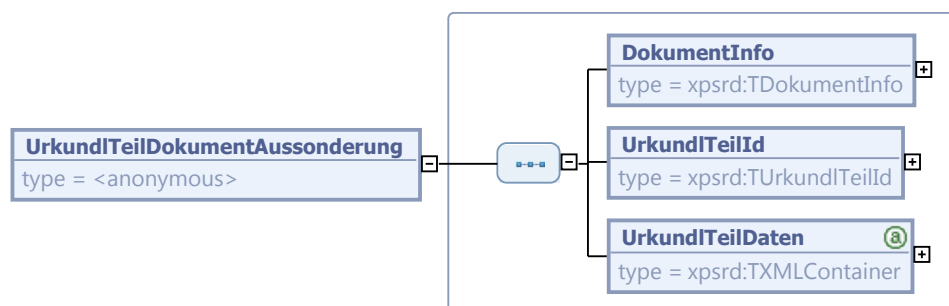 DokumentInfo
type = xpsrd:TDokumentInfo
UrkundlTeilDokumentAussonderung
type = <anonymous>
UrkundlTeilId
type = xpsrd:TUrkundlTeilId
UrkundlTeilDaten
a
type = xpsrd:TXMLContainer